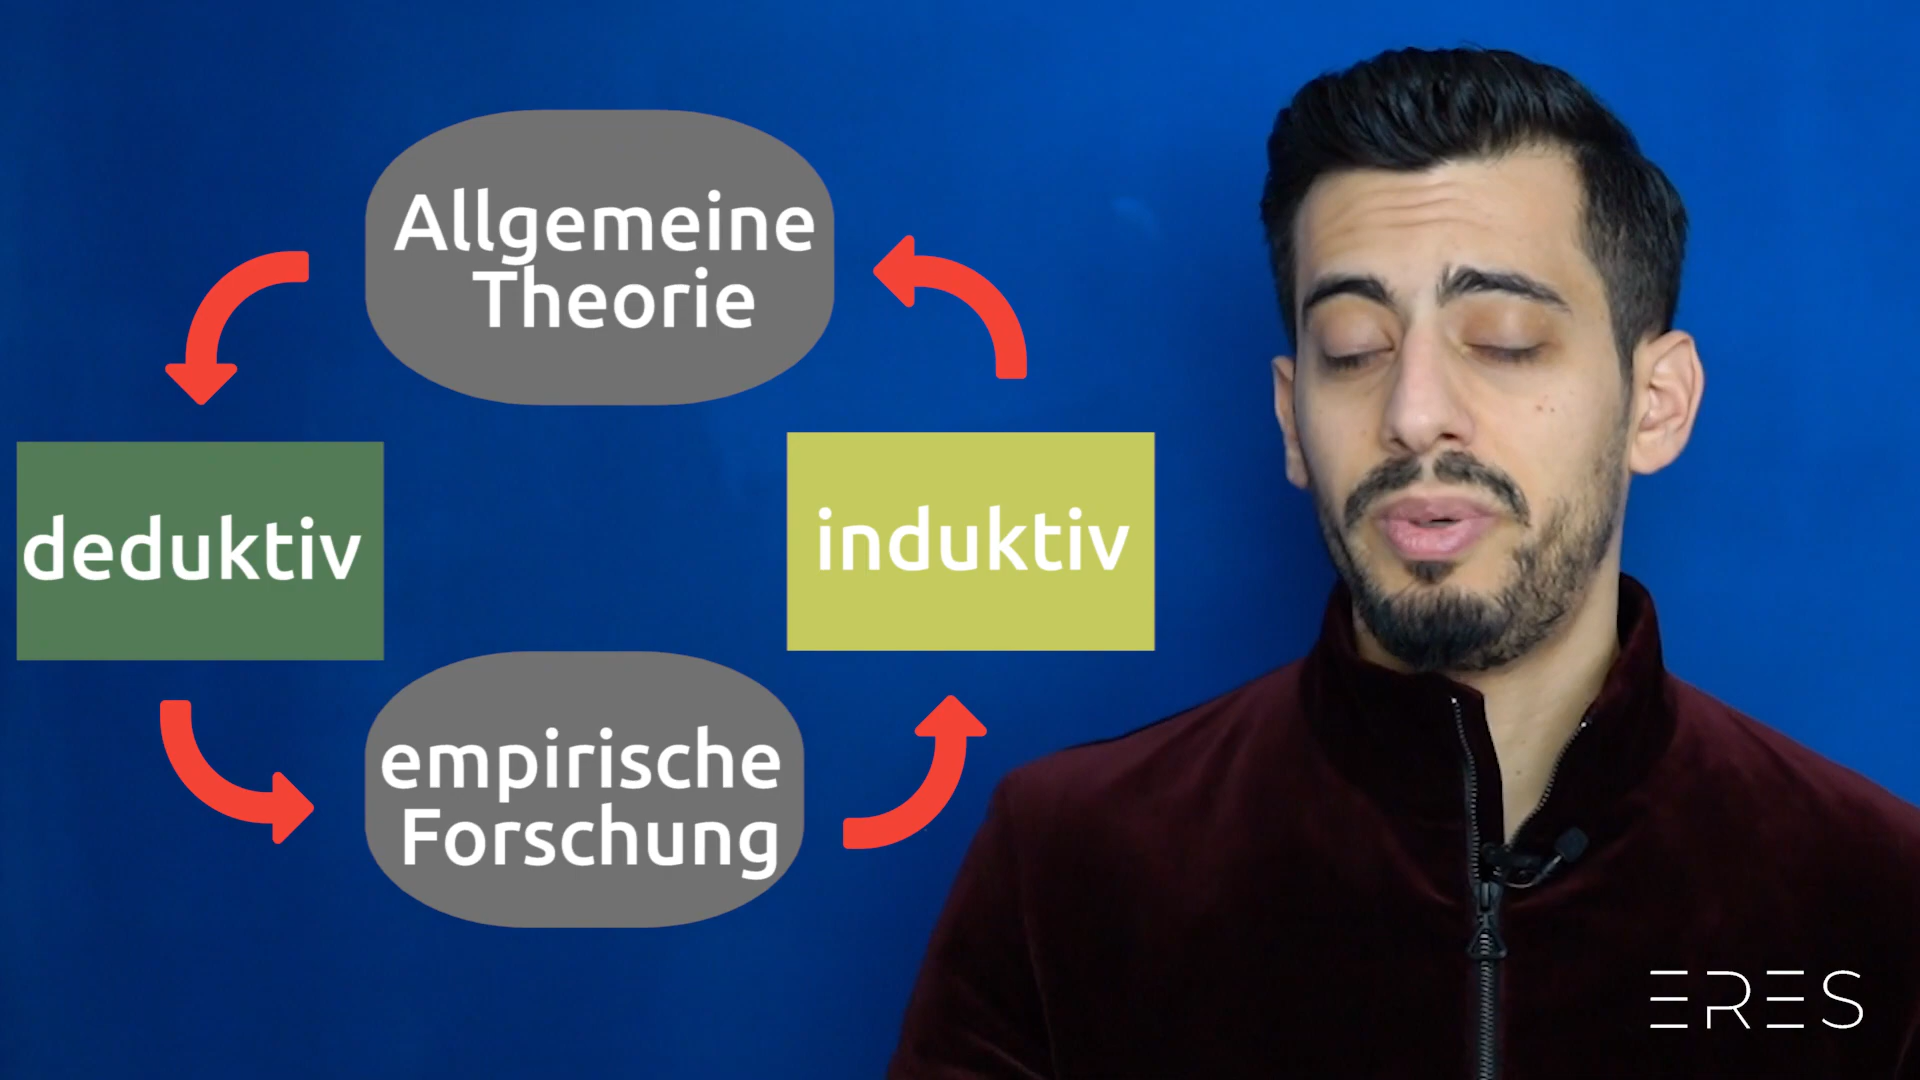 Allgemeine
Theorie
deduktiv
induktiv
empirische
Forschung
ERES